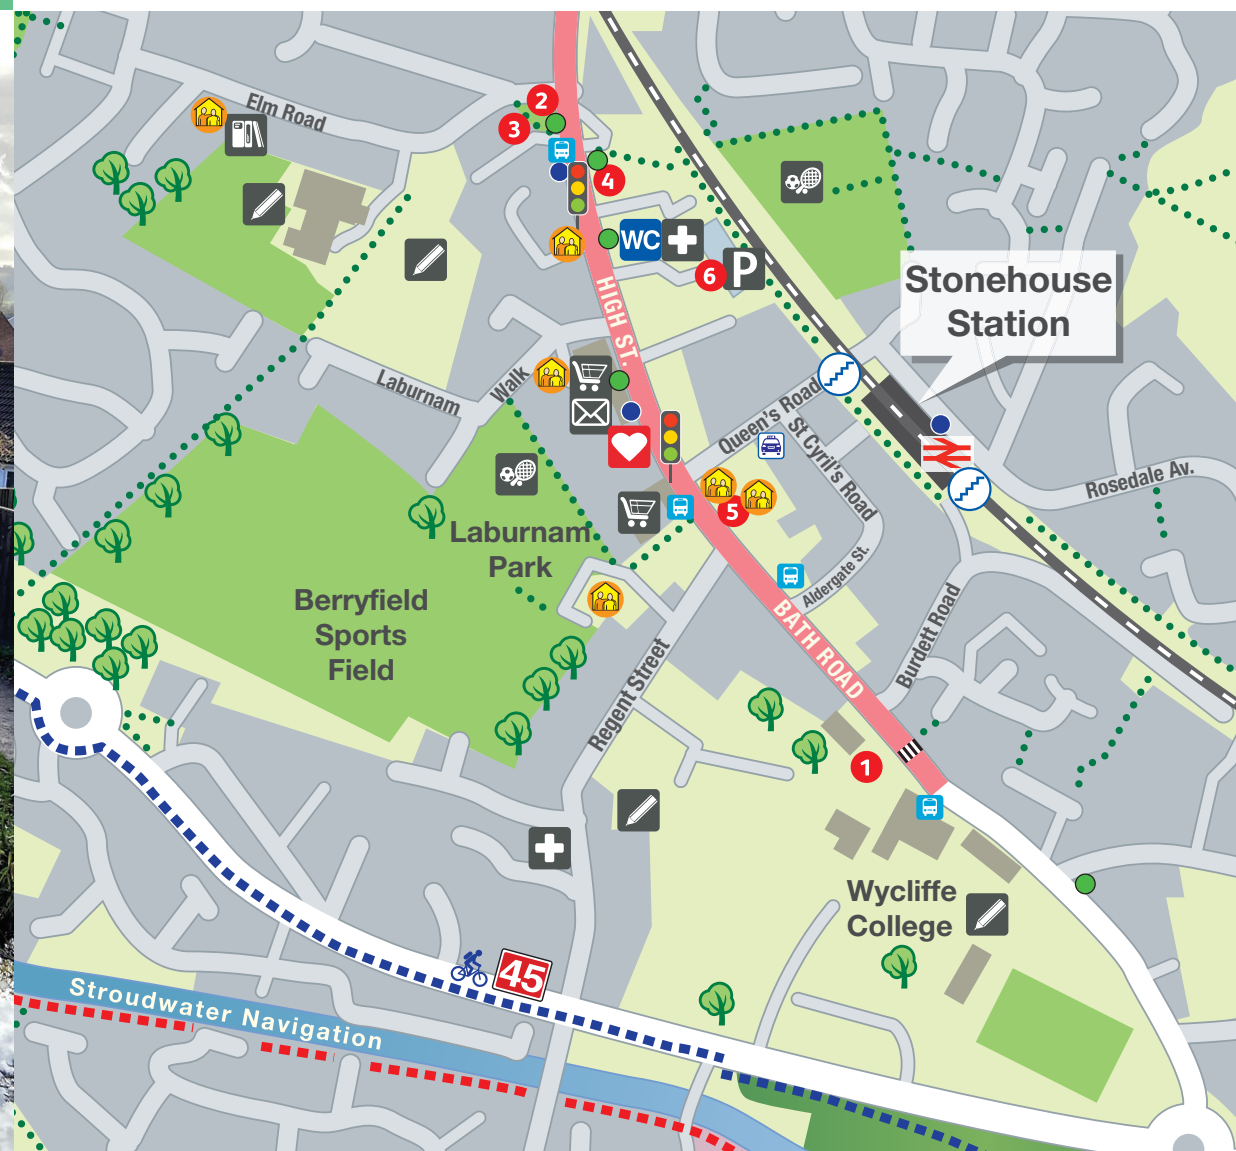 Elm Road
2
3
4
WC
6
P
HIGH ST.
Stonehouse
Station
Laburnam
Walk
Queen's Road
St Cyril's Road
Rosedale Av.
5
Laburnam
Park
Aldergate St.
Berryfield
Sports
Field
BATH ROAD
Burdett Road
Regent Street
1
Wycliffe
College
45
Stroudwater Navigation